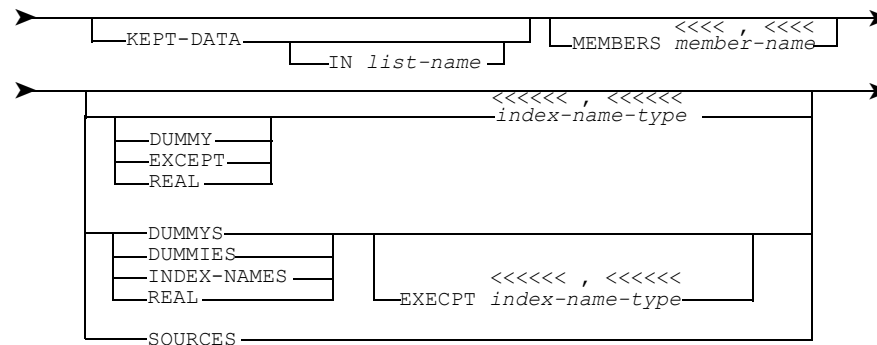 <<<< , <<<<
KEPT-DATA
MEMBERS member-name
IN list-name
<<<<<< , <<<<<<
index-name-type
DUMMY
EXCEPT
REAL
DUMMYS
DUMMIES
INDEX-NAMES
<<<<<< , <<<<<<
REAL
EXECPT index-name-type
SOURCES